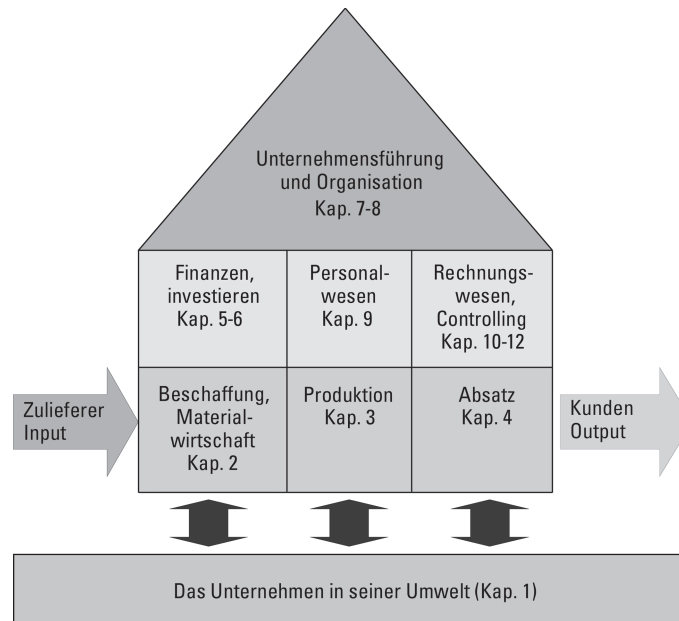 Unternehmensführung
und Organisation
Kap. 7-8
Finanzen,
investieren
Kap. 5-6
Personal-
wesen
Kap. 9
Rechnungs-
wesen,
Controlling
Kap. 10-12
Zulieferer
Input
Beschaffung,
Material-
wirtschaft
Kap. 2
Produktion
Kap. 3
Absatz
Kap. 4
Kunden
Output
Das Unternehmen in seiner Umwelt (Kap. 1)